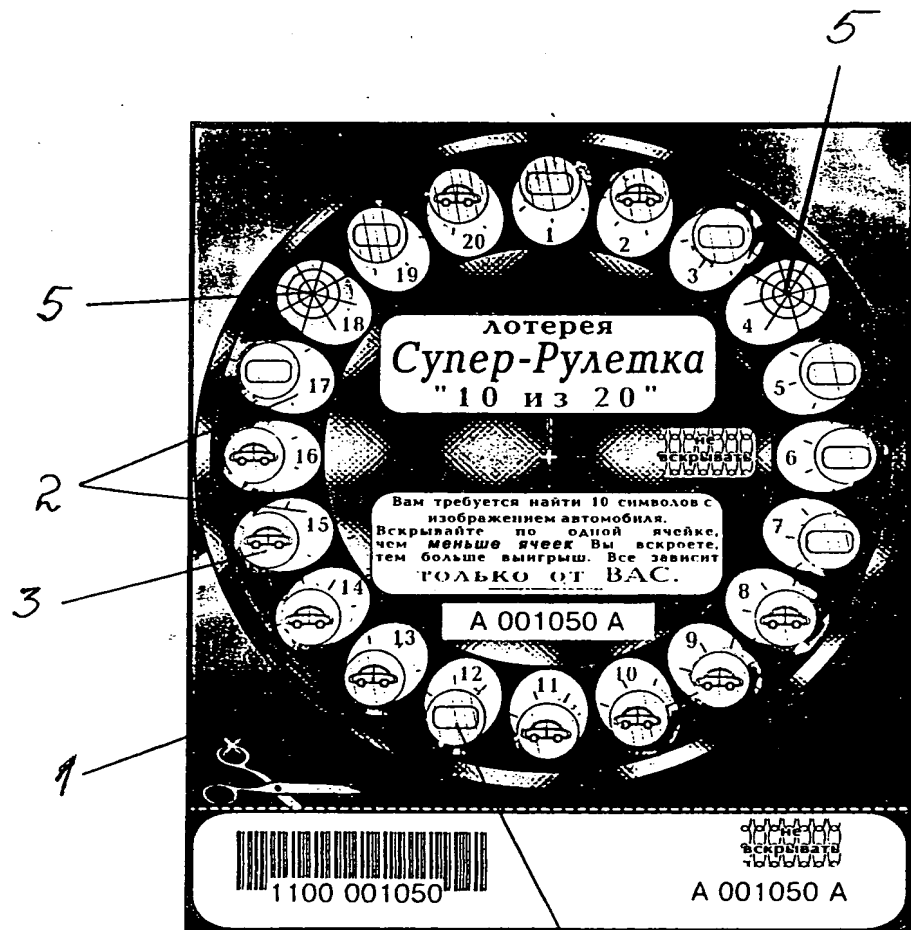 5
20
1
2
19
3
5
18
4
лотерея
Супер-Рулетка
"10 из 20"
17
5
16
не
вскрывать
6
2
Вам требуется найти 10 символов с
изображением автомобиля.
Вскрывайте по одной ячейке,
чем меньше ячеек Вы вскроете,
тем больше выигрыш. Все зависит
только от ВАС.
15
7
3
14
8
А 001050 А
13
9
12
11
10
1
не
вскрывать
1100 001050
А 001050 А